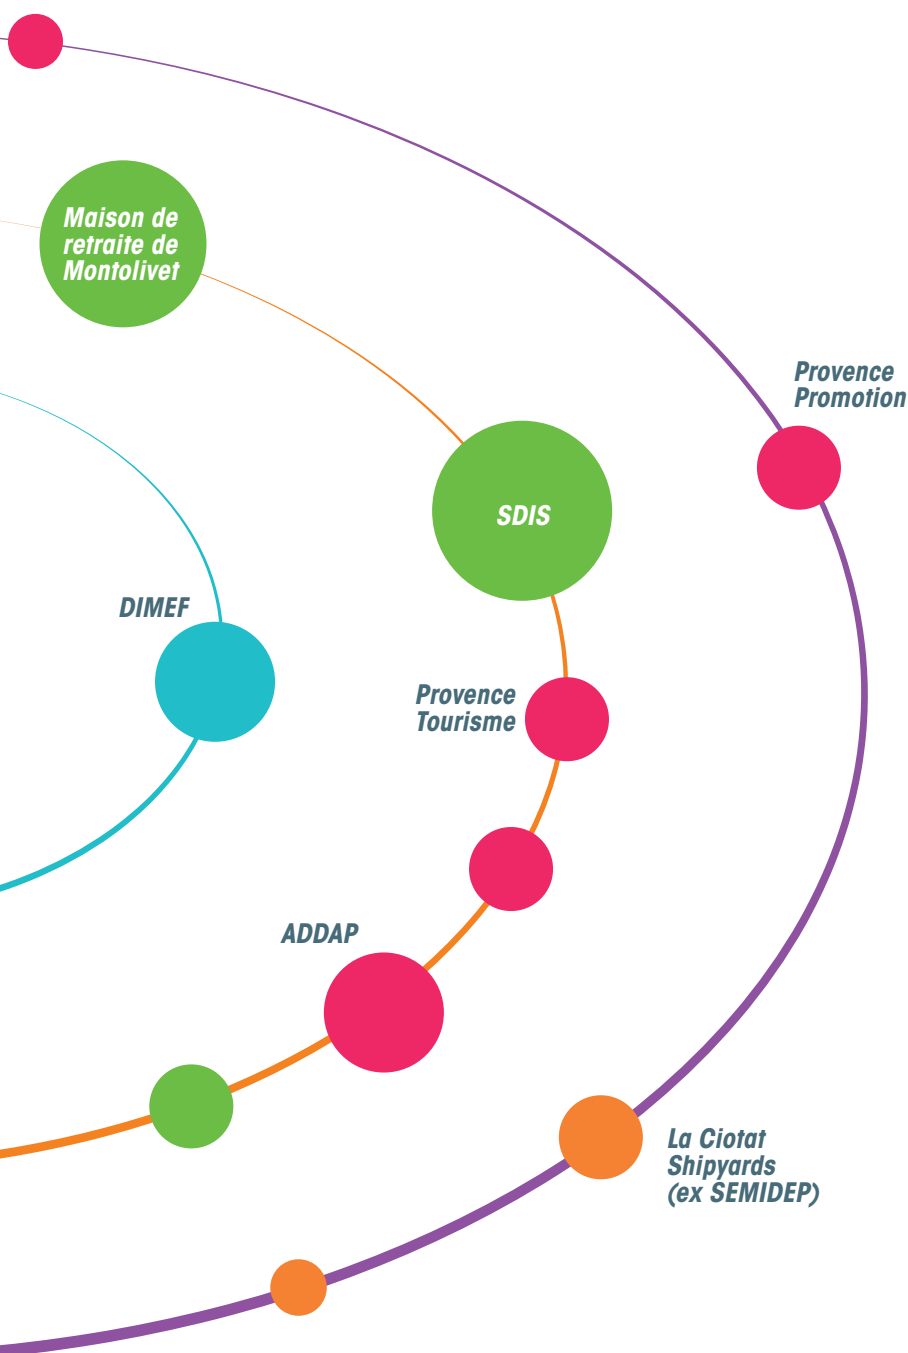 Maison de
retraite de
Montolivet
Provence
Promotion
SDIS
DIMEF
Provence
Tourisme
ADDAP
La Ciotat
Shipyards
(ex SEMIDEP)